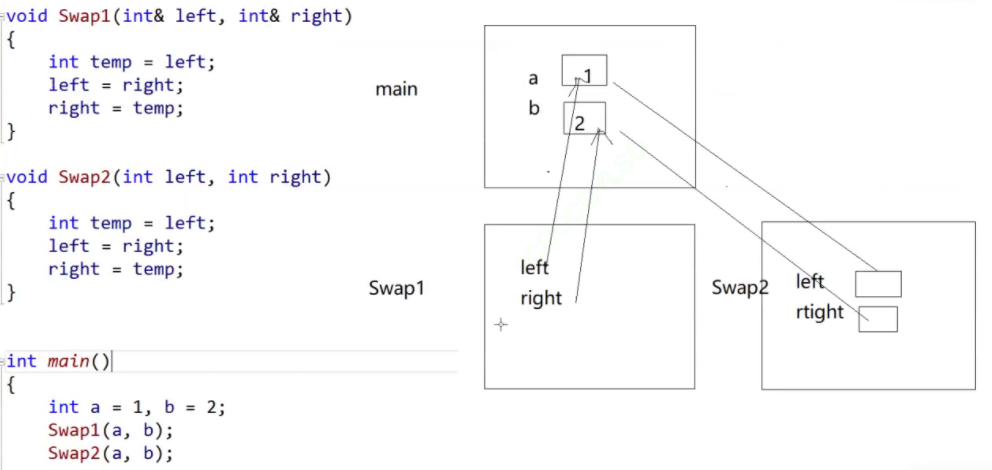 void Swap1(int& left, int& right)
{
int temp = left;
left = right;
right = temp;
}
void Swap2(int left, int right)
{
int temp = left;
left = right;
right = temp;
}
int main()
{
int a = 1, b = 2;
Swap1(a, b);
Swap2(a, b);
main
a
1
b
2
Swap1
left
right
Swap2
left
rtight